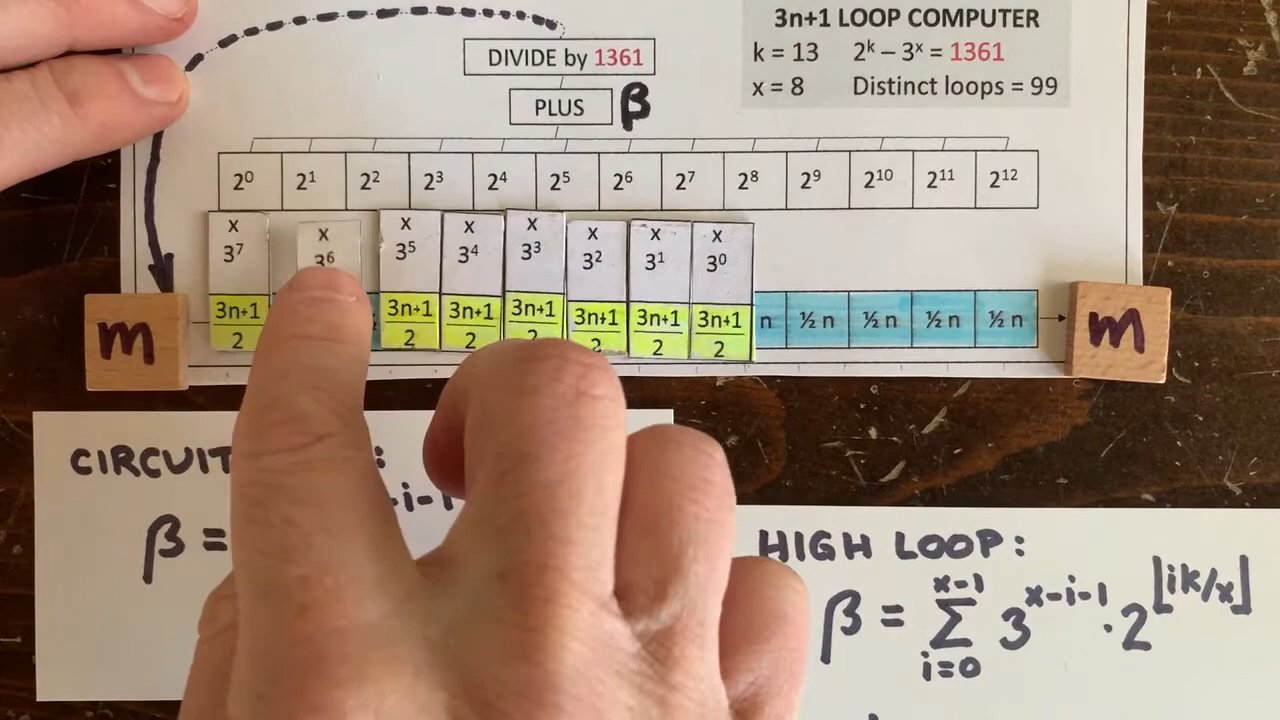 3n+1 LOOP COMPUTER
k = 13 2ᵏ – 3ˣ = 1361
x = 8 Distinct loops = 99
DIVIDE by 1361
PLUS β
2⁰ 2¹ 2² 2³ 2⁴ 2⁵ 2⁶ 2⁷ 2⁸ 2⁹ 2¹⁰ 2¹¹ 2¹²
x x x x x x x x
3⁷ 3⁶ 3⁵ 3⁴ 3³ 3² 3¹ 3⁰
m 3n+1 3n+1 3n+1 3n+1 3n+1 3n+1 3n+1 n ½ n ½ n ½ n ½ n m
2 2 2 2 2 2 2
CIRCUIT :
-i-1
β =
HIGH LOOP:
β = x-1 Σ i=0 3ˣ⁻ⁱ⁻¹ · 2^⌊ik/x⌋